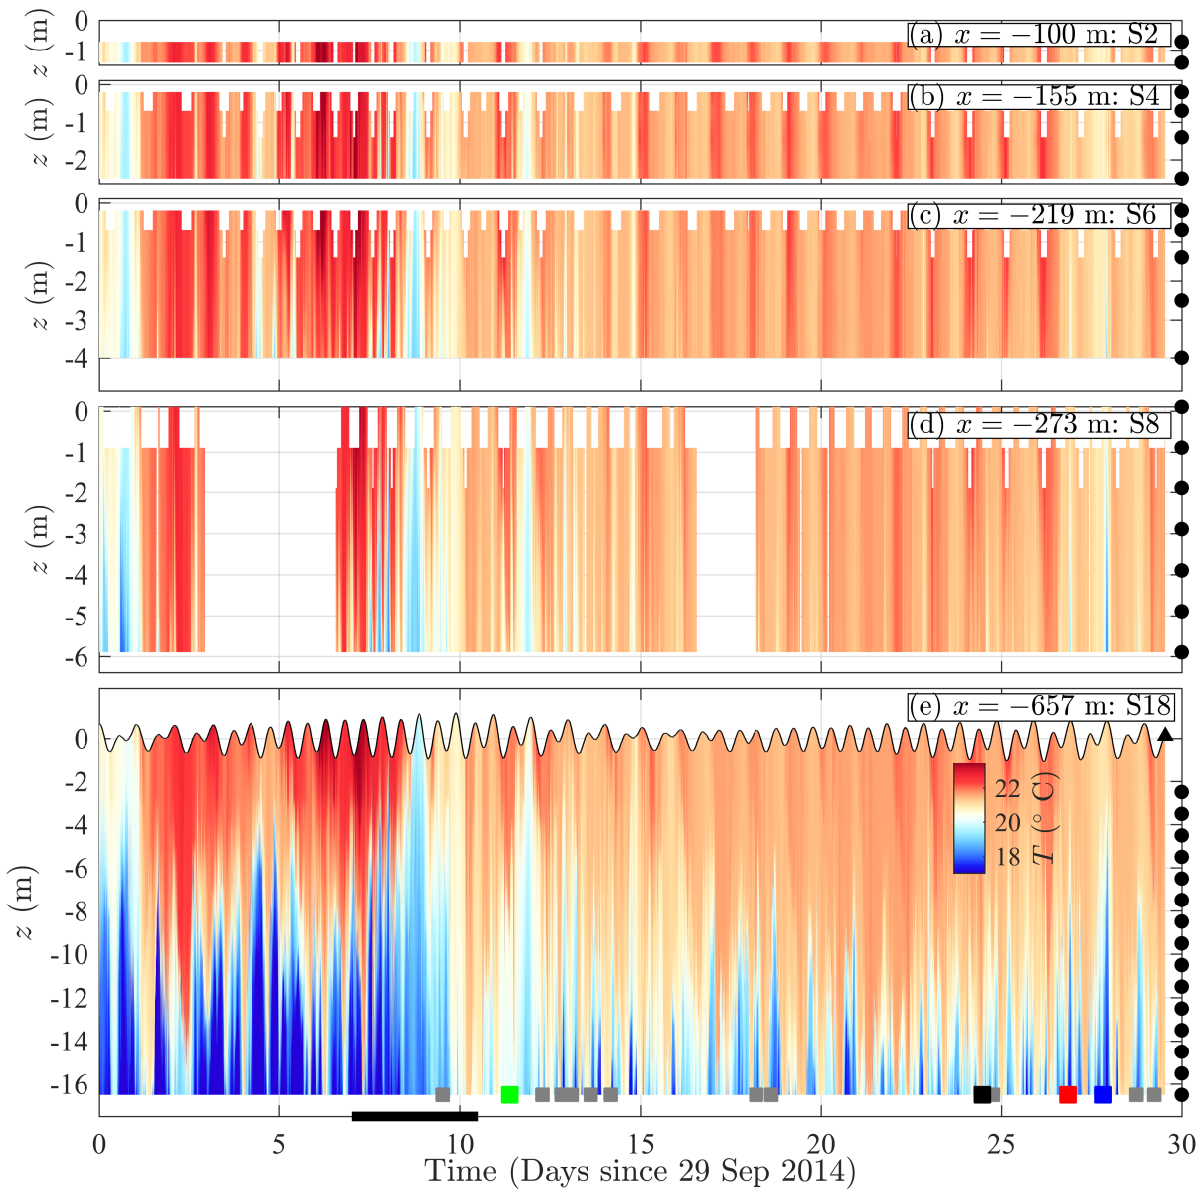 0
-1
z (m)
(a) x = −100 m: S2
0
-1
-2
z (m)
(b) x = −155 m: S4
0
-1
-2
-3
-4
z (m)
(c) x = −219 m: S6
0
-1
-2
-3
-4
-5
-6
z (m)
(d) x = −273 m: S8
0
-2
-4
-6
-8
-10
-12
-14
-16
z (m)
(e) x = −657 m: S18
22
20
18
T (° C)
0 5 10 15 20 25 30
Time (Days since 29 Sep 2014)